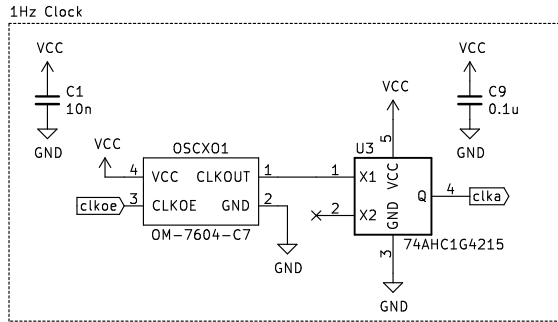 1Hz Clock
VCC
C1
10n
GND
VCC
OSCXO1
4 VCC CLKOUT 1
clkoe 3 CLKOE GND 2
OM-7604-C7
GND
VCC
5
U3
1 X1 VCC
Q 4 clka
2 X2 GND
74AHC1G4215
3
GND
VCC
C9
0.1u
GND